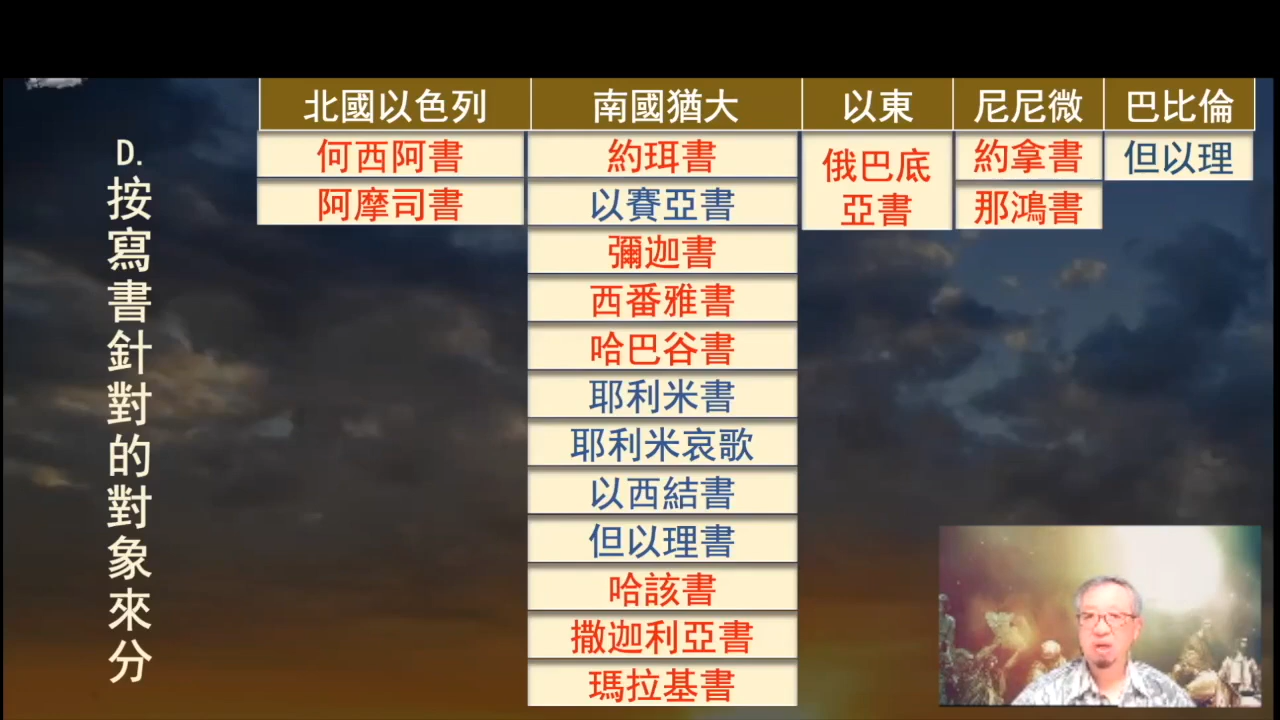 D.按寫書針對的對象來分
北國以色列
南國猶大
以東
尼尼微
巴比倫
何西阿書
約珥書
俄巴底
亞書
約拿書
但以理
阿摩司書
以賽亞書
那鴻書
彌迦書
西番雅書
哈巴谷書
耶利米書
耶利米哀歌
以西結書
但以理書
哈該書
撒迦利亞書
瑪拉基書